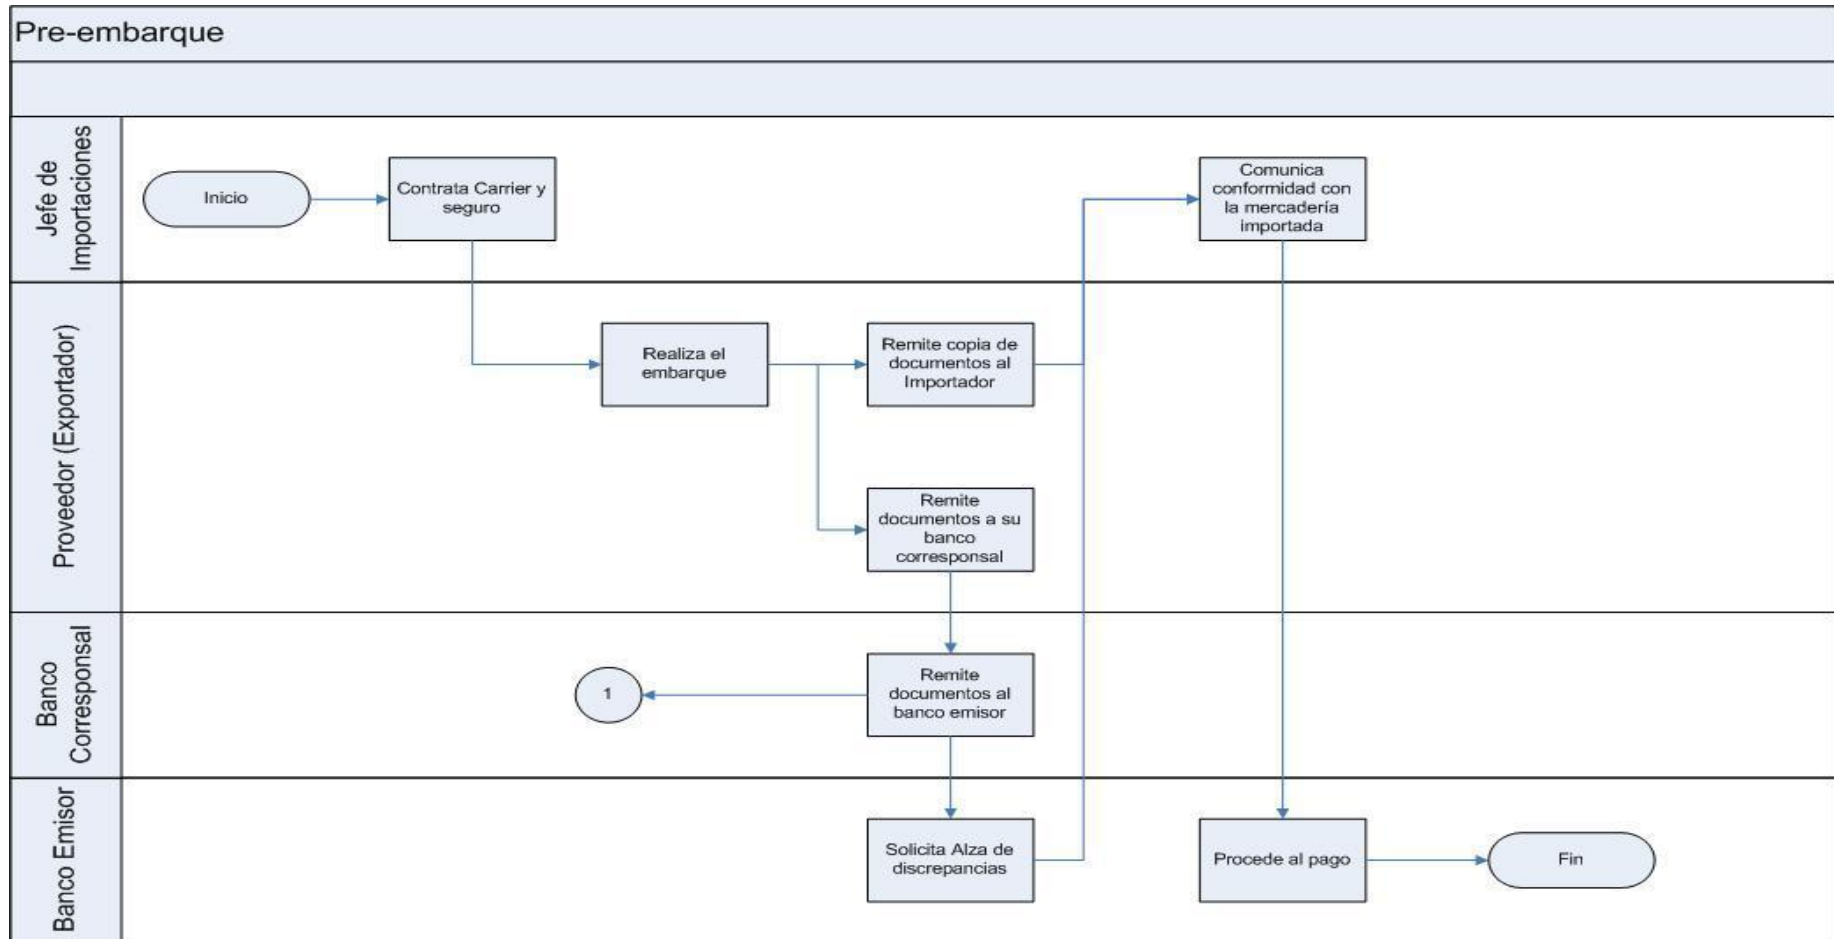 Pre-embarque
Jefe de
Importaciones
Inicio
Contrata Carrier y
seguro
Comunica
conformidad con
la mercadería
importada
Proveedor (Exportador)
Realiza el
embarque
Remite copia de
documentos al
Importador
Remite
documentos a su
banco
corresponsal
Banco
Corresponsal
1
Remite
documentos al
banco emisor
Banco Emisor
Solicita Alza de
discrepancias
Procede al pago
Fin